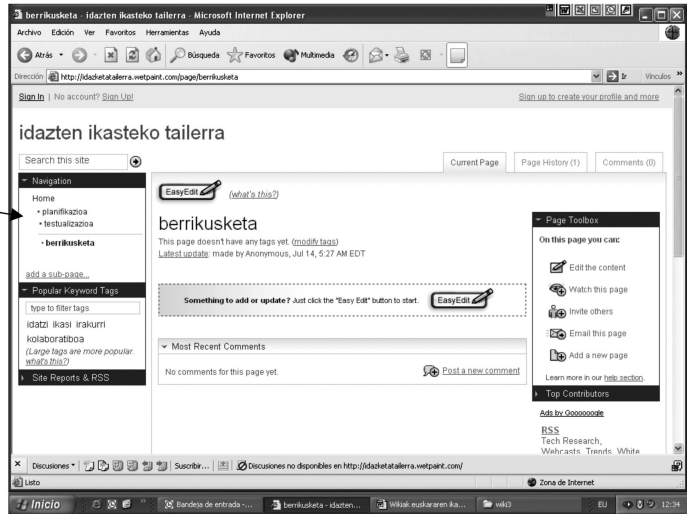 berrikusketa - idazten ikasteko tailerra - Microsoft Internet Explorer
Archivo Edición Ver Favoritos Herramientas Ayuda
Atrás Búsqueda Favoritos Multimedia
Dirección http://idazketatailerra.wetpaint.com/page/berrikusketa Ir Vínculos »
Sign In | No account? Sign Up! Sign up to create your profile and more
idazten ikasteko tailerra
Search this site
Current Page Page History (1) Comments (0)
Navigation
Home
• planifikazioa
• testualizazioa
• berrikusketa
add a sub-page...
Popular Keyword Tags
type to filter tags
idatzi ikasi irakurri
kolaboratiboa
(Large tags are more popular.
what's this?)
Site Reports & RSS
EasyEdit (what's this?)
berrikusketa
This page doesn't have any tags yet. (modify tags)
Latest update: made by Anonymous, Jul 14, 5:27 AM EDT
Something to add or update? Just click the "Easy Edit" button to start. EasyEdit
Most Recent Comments
No comments for this page yet. Post a new comment
Page Toolbox
On this page you can:
Edit the content
Watch this page
Invite others
Email this page
Add a new page
Learn more in our help section.
Top Contributors
Ads by Goooooogle
RSS
Tech Research,
Webcasts, Trends, White
Discusiones Suscribir... Discusiones no disponibles en http://idazketatailerra.wetpaint.com/
Listo Zona de Internet
Inicio » Bandeja de entrada -... berrikusketa - idazten... Wikiak euskararen ika... wiki3 EU 12:34